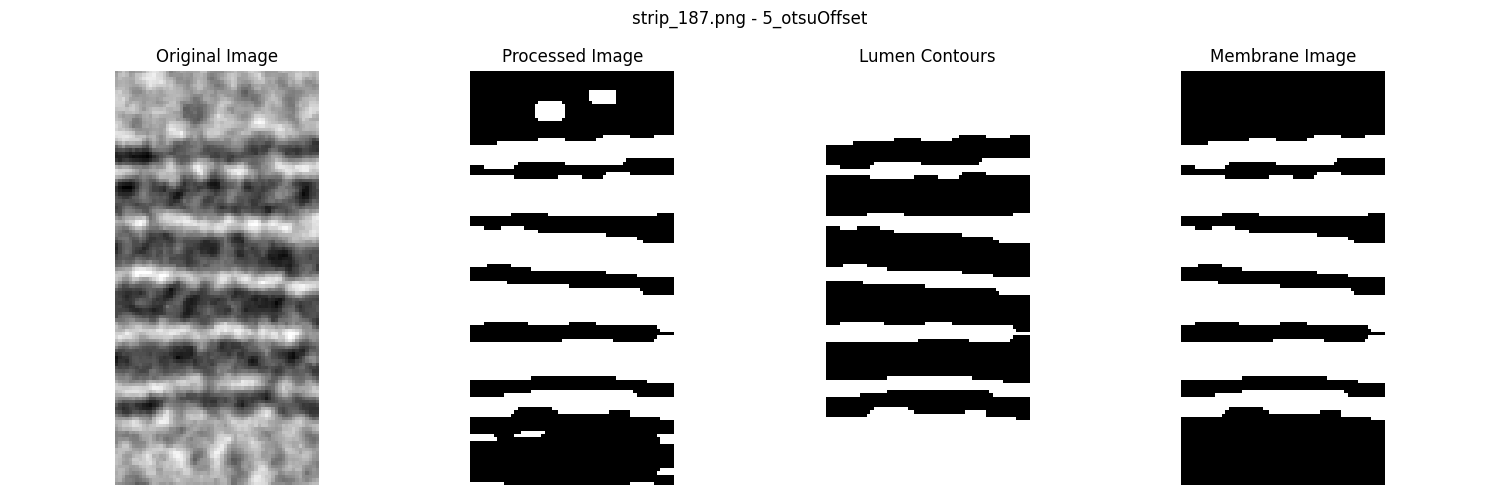 strip_187.png - 5_otsuOffset
Original Image
Processed Image
Lumen Contours
Membrane Image